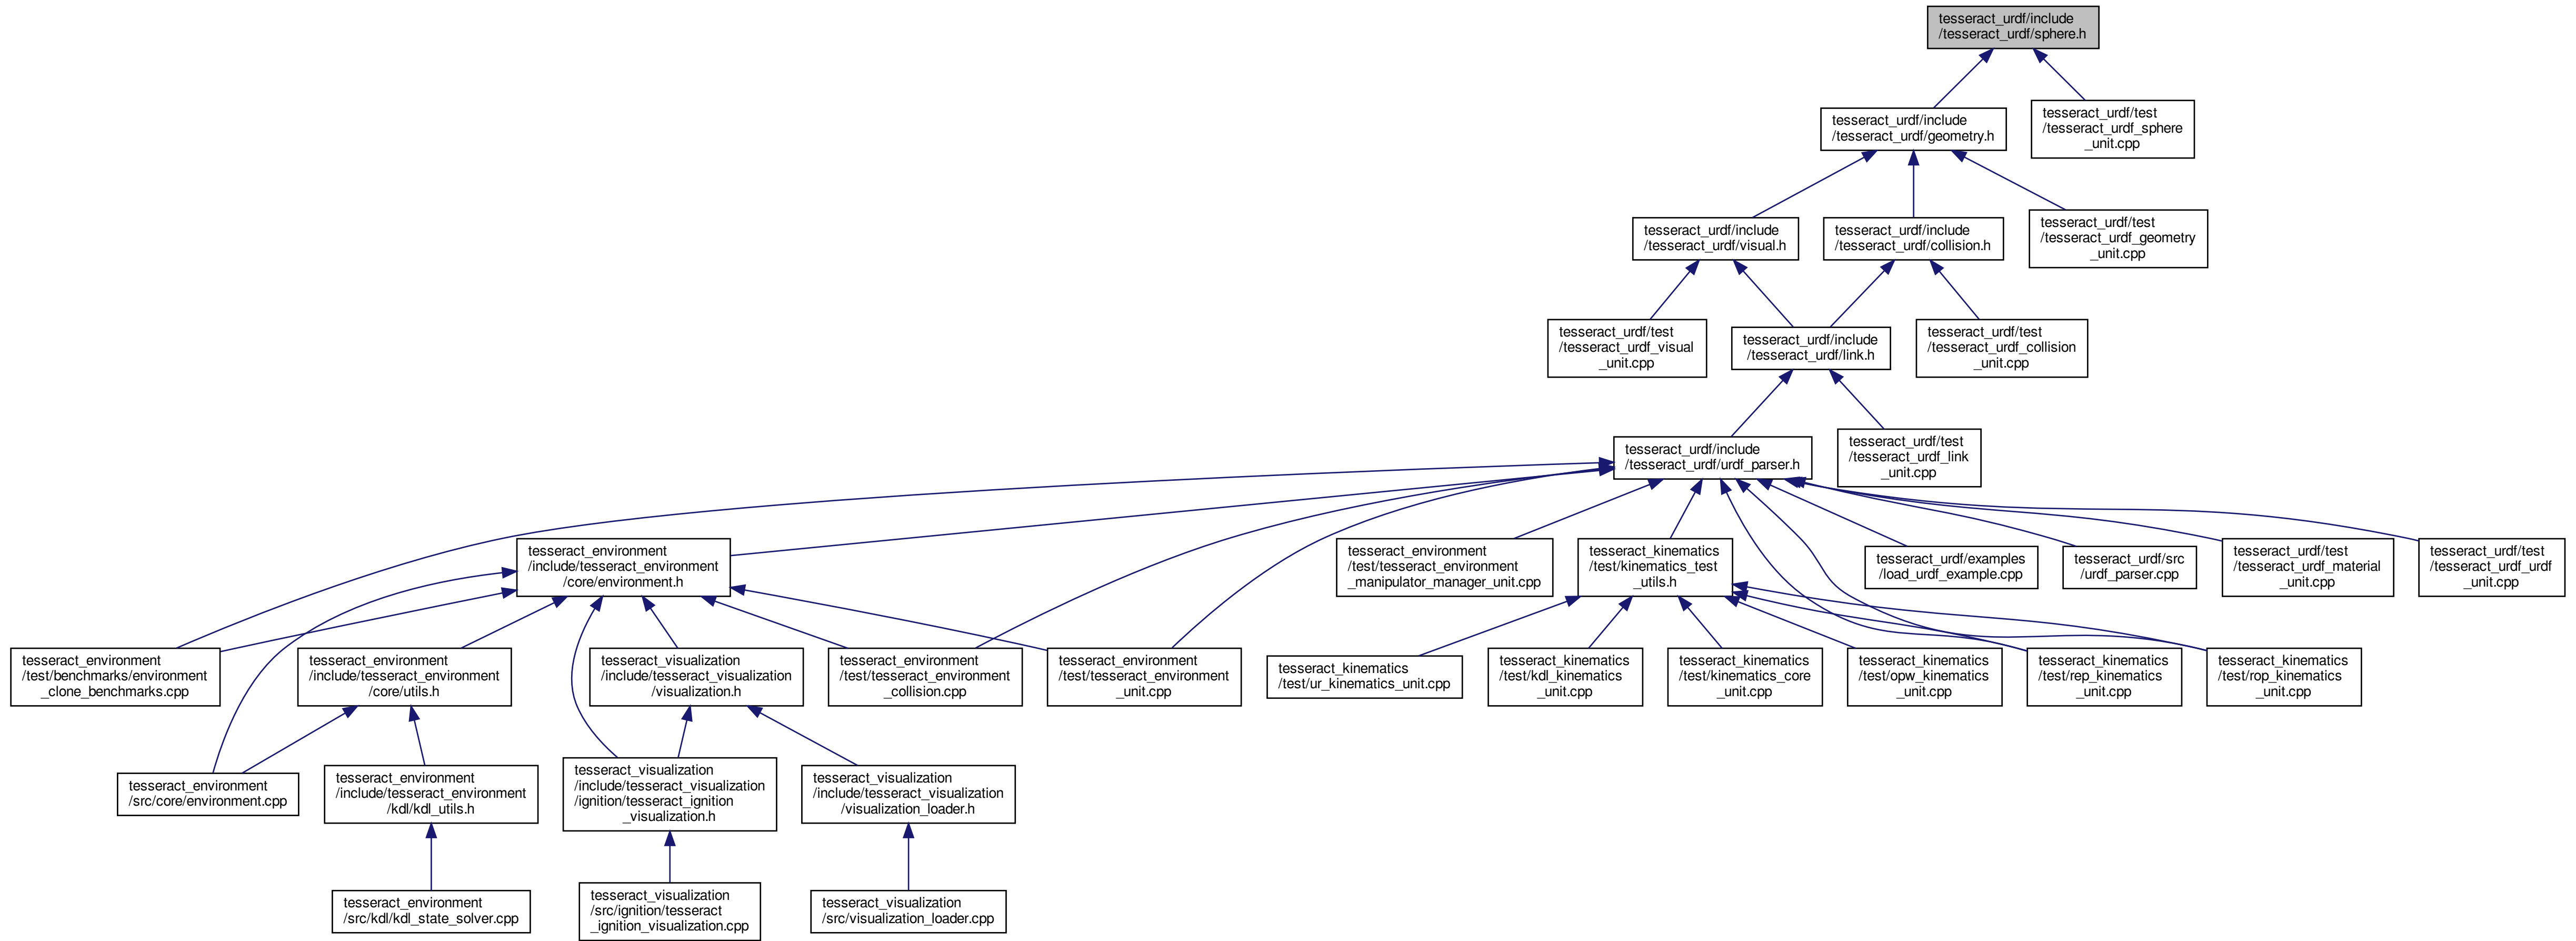 tesseract_urdf/include
/tesseract_urdf/sphere.h
tesseract_urdf/include
/tesseract_urdf/geometry.h
tesseract_urdf/test
/tesseract_urdf_sphere
_unit.cpp
tesseract_urdf/include
/tesseract_urdf/visual.h
tesseract_urdf/include
/tesseract_urdf/collision.h
tesseract_urdf/test
/tesseract_urdf_geometry
_unit.cpp
tesseract_urdf/test
/tesseract_urdf_visual
_unit.cpp
tesseract_urdf/include
/tesseract_urdf/link.h
tesseract_urdf/test
/tesseract_urdf_collision
_unit.cpp
tesseract_urdf/include
/tesseract_urdf/urdf_parser.h
tesseract_urdf/test
/tesseract_urdf_link
_unit.cpp
tesseract_environment
/include/tesseract_environment
/core/environment.h
tesseract_environment
/test/tesseract_environment
_manipulator_manager_unit.cpp
tesseract_kinematics
/test/kinematics_test
_utils.h
tesseract_urdf/examples
/load_urdf_example.cpp
tesseract_urdf/src
/urdf_parser.cpp
tesseract_urdf/test
/tesseract_urdf_material
_unit.cpp
tesseract_urdf/test
/tesseract_urdf_urdf
_unit.cpp
tesseract_environment
/test/benchmarks/environment
_clone_benchmarks.cpp
tesseract_environment
/include/tesseract_environment
/core/utils.h
tesseract_visualization
/include/tesseract_visualization
/visualization.h
tesseract_environment
/test/tesseract_environment
_collision.cpp
tesseract_environment
/test/tesseract_environment
_unit.cpp
tesseract_kinematics
/test/ur_kinematics_unit.cpp
tesseract_kinematics
/test/kdl_kinematics
_unit.cpp
tesseract_kinematics
/test/kinematics_core
_unit.cpp
tesseract_kinematics
/test/opw_kinematics
_unit.cpp
tesseract_kinematics
/test/rep_kinematics
_unit.cpp
tesseract_kinematics
/test/rop_kinematics
_unit.cpp
tesseract_environment
/src/core/environment.cpp
tesseract_environment
/include/tesseract_environment
/kdl/kdl_utils.h
tesseract_visualization
/include/tesseract_visualization
/ignition/tesseract_ignition
_visualization.h
tesseract_visualization
/include/tesseract_visualization
/visualization_loader.h
tesseract_environment
/src/kdl/kdl_state_solver.cpp
tesseract_visualization
/src/ignition/tesseract
_ignition_visualization.cpp
tesseract_visualization
/src/visualization_loader.cpp